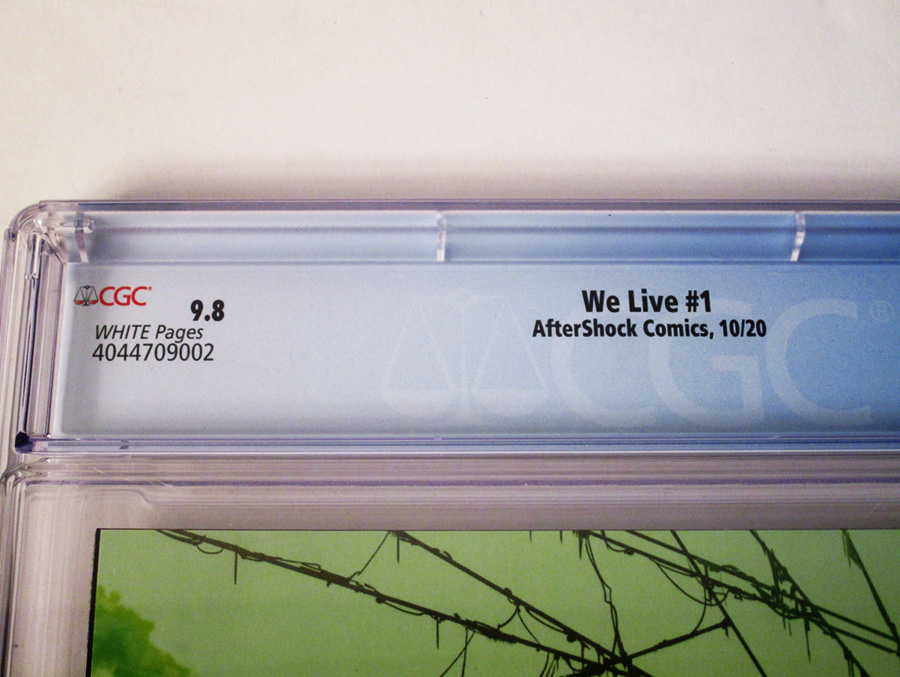 CGC
9.8
WHITE Pages
4044709002
We Live #1
AfterShock Comics, 10/20
CGC®